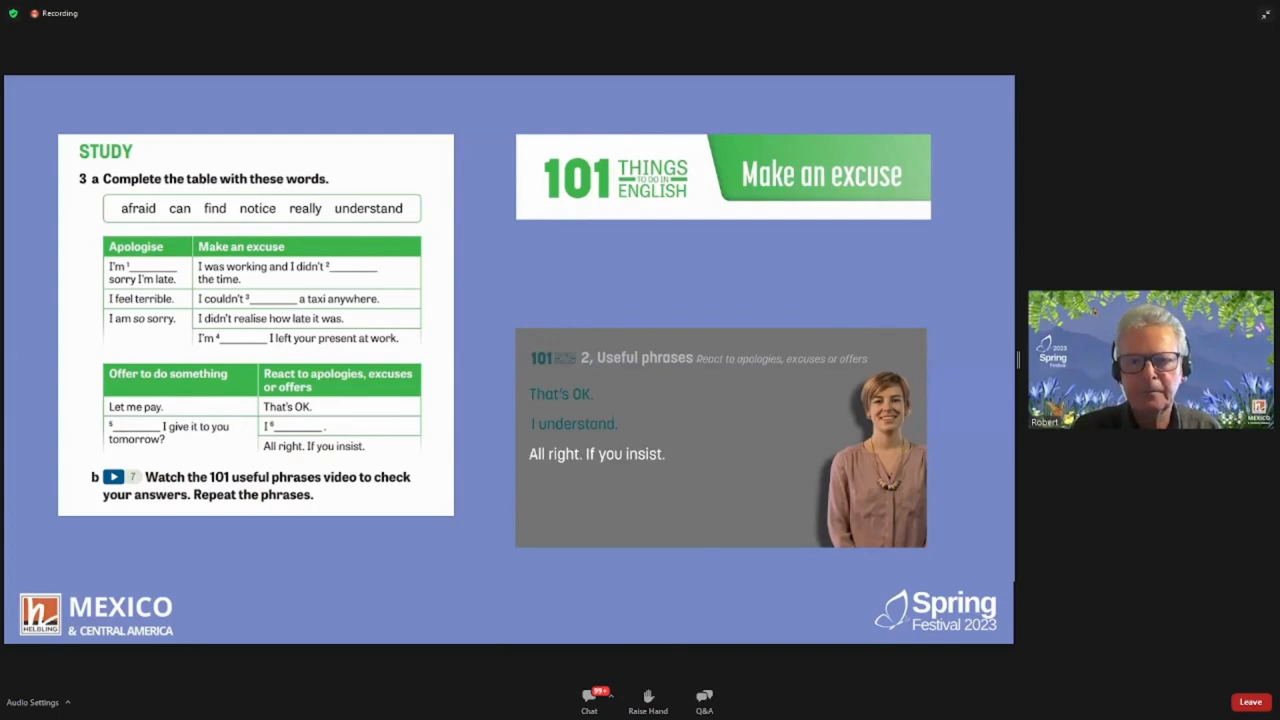 Recording
STUDY
3 a Complete the table with these words.
afraid can find notice really understand
Apologise Make an excuse
I'm ¹________ I was working and I didn't ²________
sorry I'm late. the time.
I feel terrible. I couldn't ³________ a taxi anywhere.
I am so sorry. I didn't realise how late it was.
I'm ⁴________ I left your present at work.
Offer to do something React to apologies, excuses
or offers
Let me pay. That's OK.
⁵________ I give it to you I ⁶________ .
tomorrow? All right. If you insist.
b 7 Watch the 101 useful phrases video to check
your answers. Repeat the phrases.
101 THINGS
TO DO IN
ENGLISH
Make an excuse
101 2, Useful phrases React to apologies, excuses or offers
That's OK.
I understand.
All right. If you insist.
2023
Spring
Festival
MEXICO
Robert
h
HELBLING
MEXICO
& CENTRAL AMERICA
Spring
Festival 2023
Audio Settings
99+
Chat
Raise Hand
Q&A
Leave